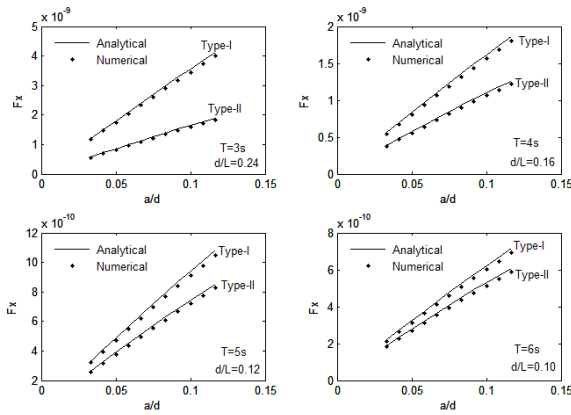 x 10^-9
5
4
3
2
1
0
Fx
Analytical
Numerical
Type-I
Type-II
T=3s
d/L=0.24
0 0.05 0.1 0.15
a/d
x 10^-9
2
1.5
1
0.5
0
Fx
Analytical
Numerical
Type-I
Type-II
T=4s
d/L=0.16
0 0.05 0.1 0.15
a/d
x 10^-10
12
10
8
6
4
2
Fx
Analytical
Numerical
Type-I
Type-II
T=5s
d/L=0.12
0 0.05 0.1 0.15
a/d
x 10^-10
8
6
4
2
0
Fx
Analytical
Numerical
Type-I
Type-II
T=6s
d/L=0.10
0 0.05 0.1 0.15
a/d